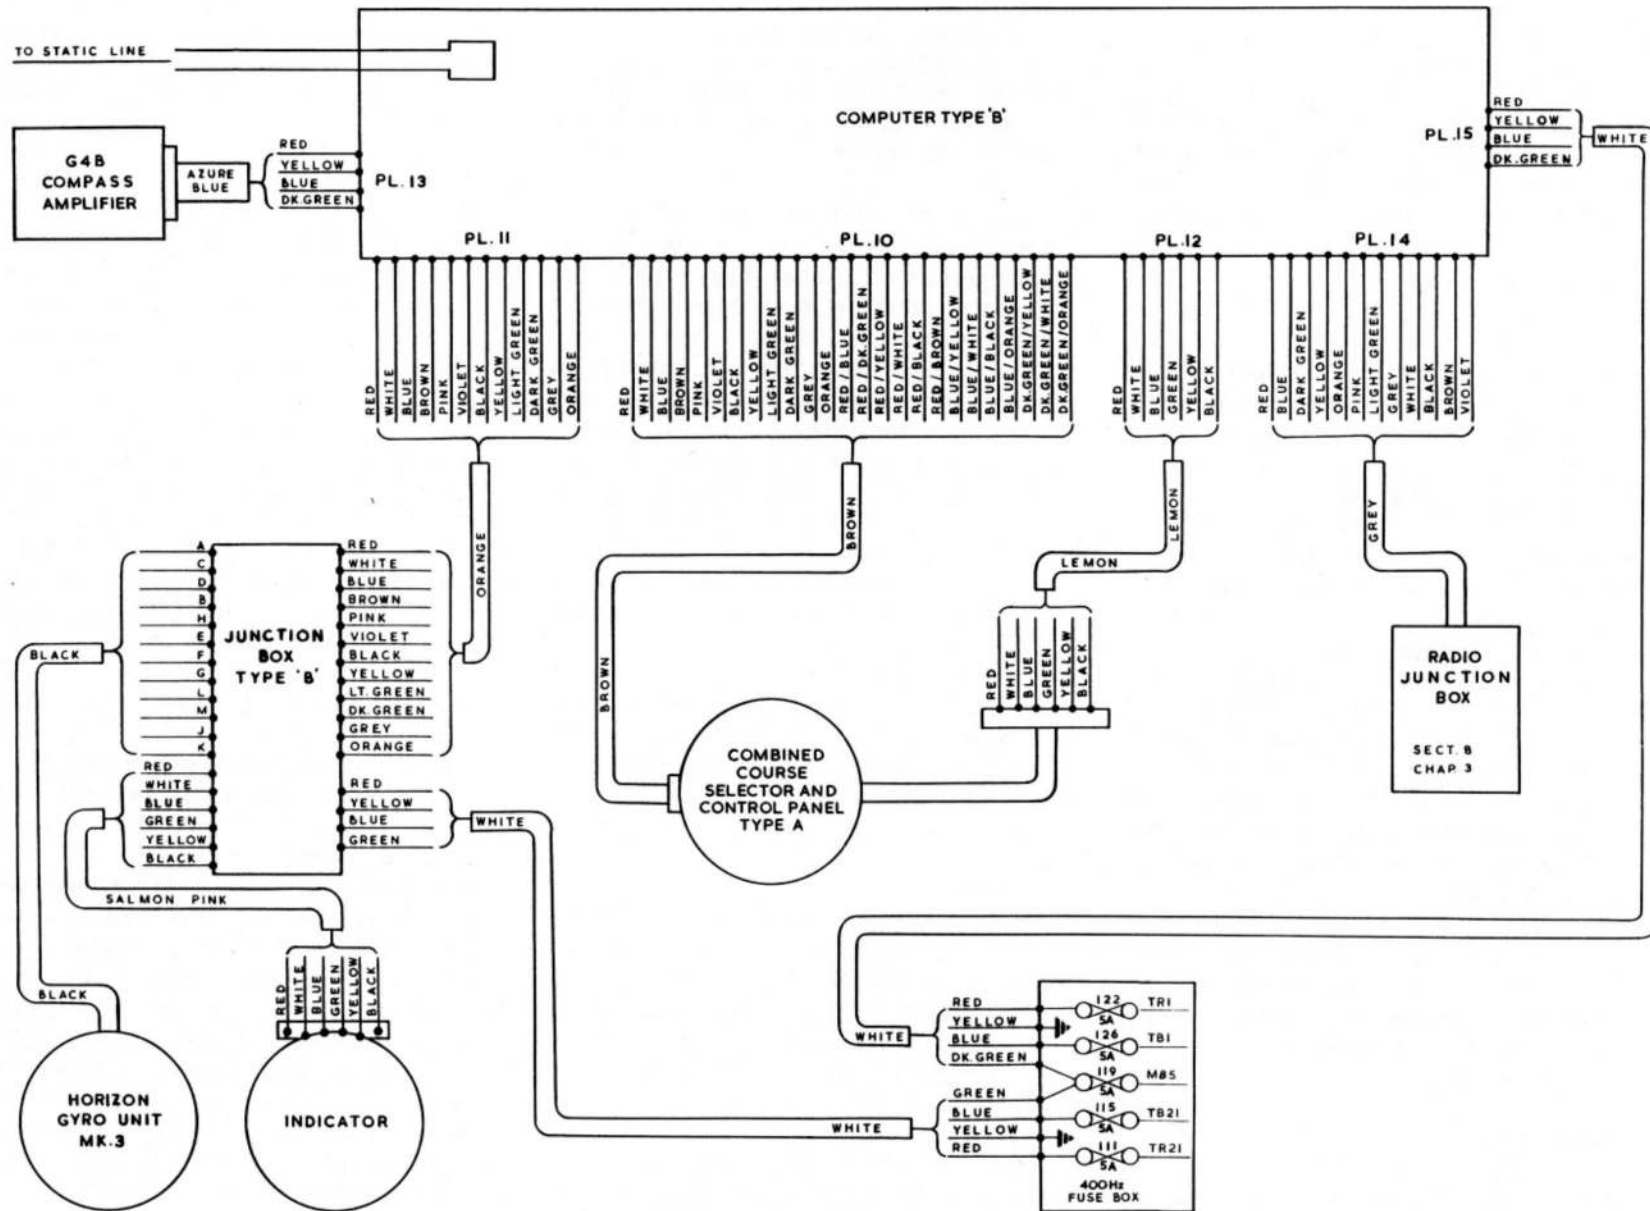 TO STATIC LINE
COMPUTER TYPE 'B'
G4B
COMPASS
AMPLIFIER
AZURE
BLUE
RED
YELLOW
BLUE
DK.GREEN
PL.13
PL.15
RED
YELLOW
BLUE
DK.GREEN
WHITE
PL.11
PL.10
PL.12
PL.14
RED
WHITE
BLUE
BROWN
PINK
VIOLET
BLACK
YELLOW
LIGHT GREEN
DARK GREEN
GREY
ORANGE
RED
WHITE
BLUE
BROWN
PINK
VIOLET
BLACK
YELLOW
LIGHT GREEN
DARK GREEN
GREY
ORANGE
RED/BLUE
RED/DK.GREEN
RED/YELLOW
RED/WHITE
RED/BLACK
RED/BROWN
BLUE/YELLOW
BLUE/WHITE
BLUE/BLACK
BLUE/ORANGE
DK.GREEN/YELLOW
DK.GREEN/WHITE
DK.GREEN/ORANGE
RED
WHITE
BLUE
GREEN
YELLOW
BLACK
RED
BLUE
DARK GREEN
YELLOW
ORANGE
PINK
LIGHT GREEN
GREY
WHITE
BLACK
BROWN
VIOLET
ORANGE
BROWN
LEMON
GREY
LEMON
A
C
D
B
H
E
F
G
L
M
J
K
RED
WHITE
BLUE
GREEN
YELLOW
BLACK
JUNCTION
BOX
TYPE 'B'
RED
WHITE
BLUE
BROWN
PINK
VIOLET
BLACK
YELLOW
LT.GREEN
DK.GREEN
GREY
ORANGE
RED
YELLOW
BLUE
GREEN
BLACK
WHITE
BROWN
RED
WHITE
BLUE
GREEN
YELLOW
BLACK
COMBINED
COURSE
SELECTOR AND
CONTROL PANEL
TYPE A
RADIO
JUNCTION
BOX
SECT. 8
CHAP. 3
SALMON PINK
RED
WHITE
BLUE
GREEN
YELLOW
BLACK
BLACK
HORIZON
GYRO UNIT
MK.3
INDICATOR
WHITE
RED
YELLOW
BLUE
DK.GREEN
WHITE
GREEN
BLUE
YELLOW
RED
122
5A
TR1
126
5A
TB1
119
5A
M85
115
5A
TB21
111
5A
TR21
400Hz
FUSE BOX